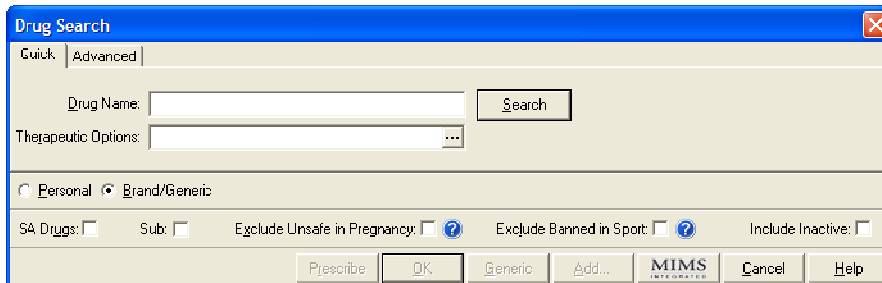 Drug Search
Quick Advanced
Drug Name: Search
Therapeutic Options: ...
Personal Brand/Generic
SA Drugs: Sub: Exclude Unsafe in Pregnancy: ? Exclude Banned in Sport: ? Include Inactive:
Prescribe OK Generic Add... MIMS INTEGRATED Cancel Help